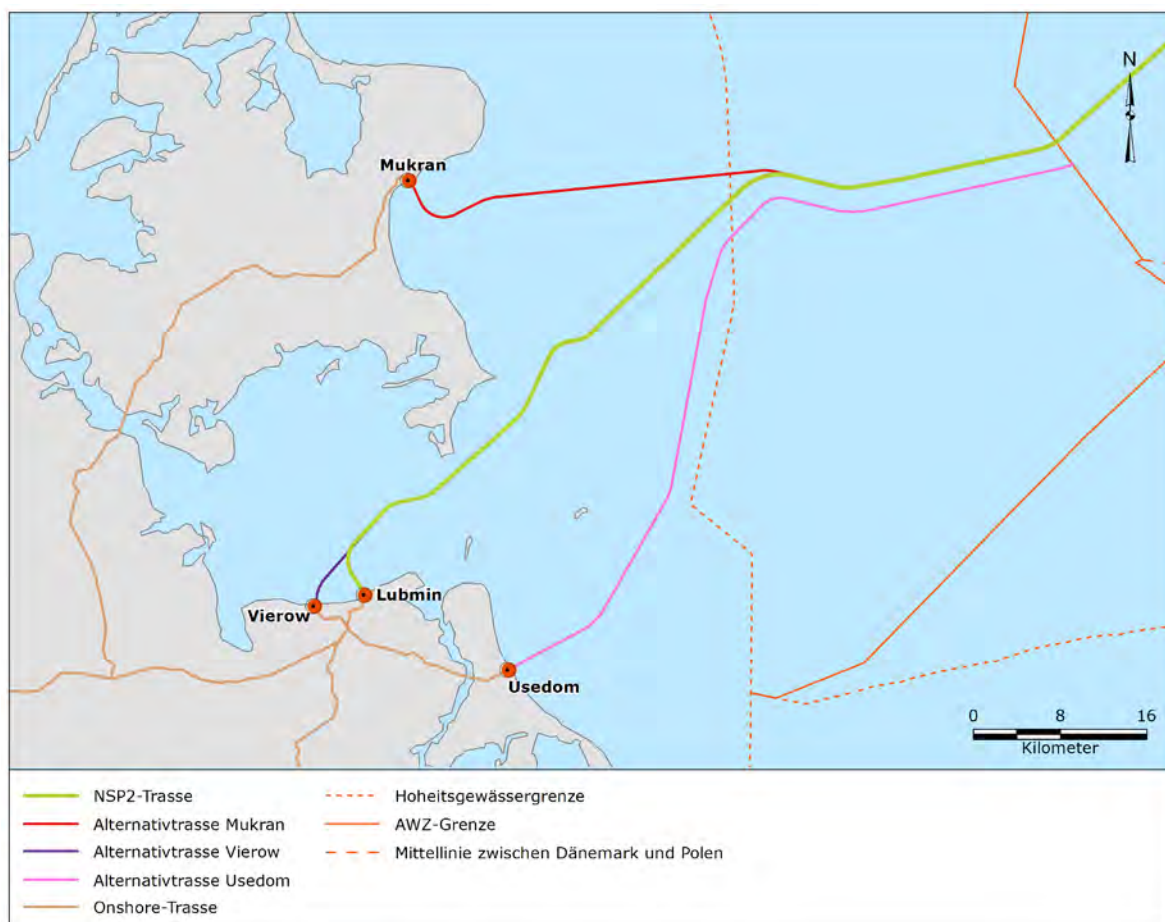 N
Mukran
Lubmin
Vierow
Usedom
0 8 16
Kilometer
NSP2-Trasse
Alternativtrasse Mukran
Alternativtrasse Vierow
Alternativtrasse Usedom
Onshore-Trasse
Hoheitsgewässergrenze
AWZ-Grenze
Mittellinie zwischen Dänemark und Polen